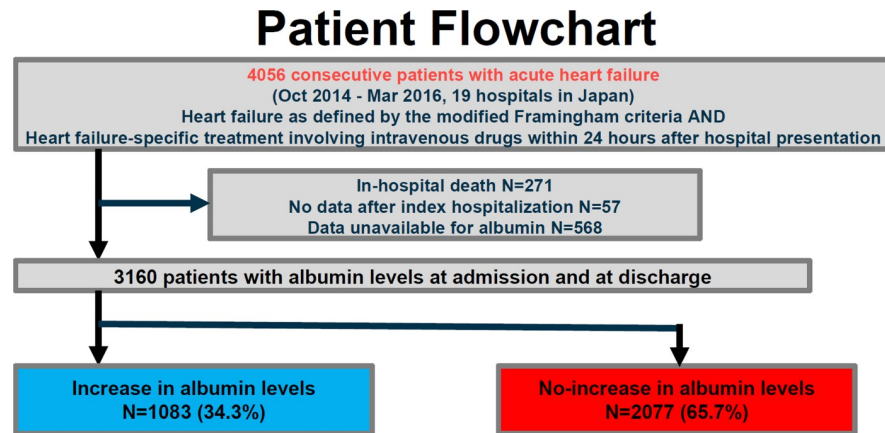 Patient Flowchart
4056 consecutive patients with acute heart failure
(Oct 2014 - Mar 2016, 19 hospitals in Japan)
Heart failure as defined by the modified Framingham criteria AND
Heart failure-specific treatment involving intravenous drugs within 24 hours after hospital presentation
In-hospital death N=271
No data after index hospitalization N=57
Data unavailable for albumin N=568
3160 patients with albumin levels at admission and at discharge
Increase in albumin levels
N=1083 (34.3%)
No-increase in albumin levels
N=2077 (65.7%)